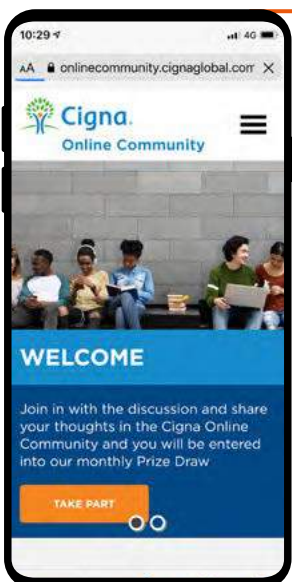 10:29
4G
AA onlinecommunity.cignaglobal.com X
Cigna.
Online Community
WELCOME
Join in with the discussion and share
your thoughts in the Cigna Online
Community and you will be entered
into our monthly Prize Draw
TAKE PART